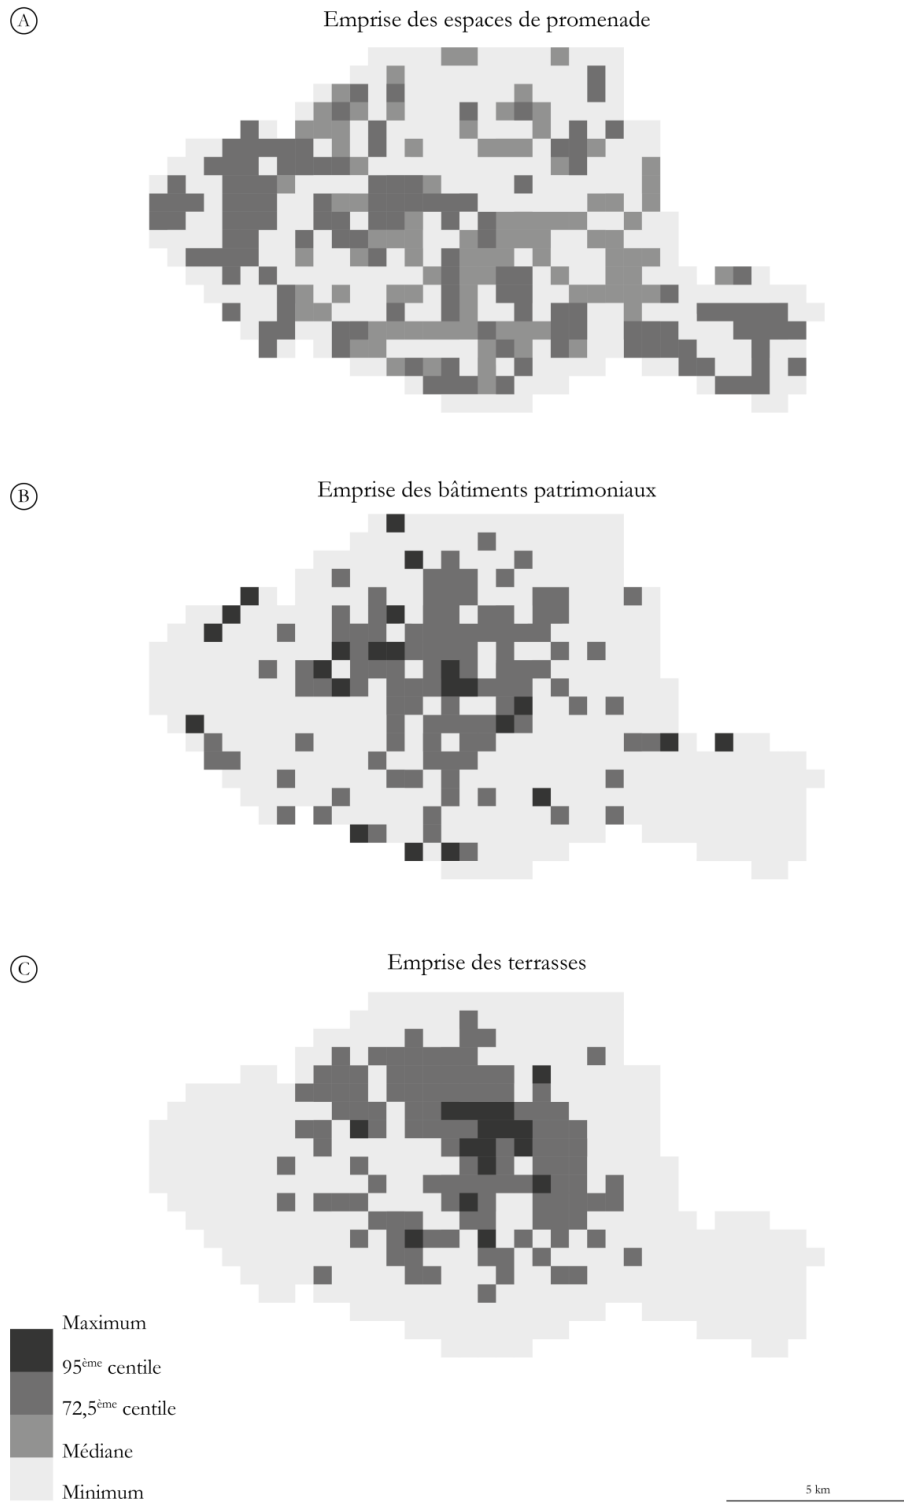 A
Emprise des espaces de promenade
B
Emprise des bâtiments patrimoniaux
C
Emprise des terrasses
Maximum
95ème centile
72,5ème centile
Médiane
Minimum
5 km